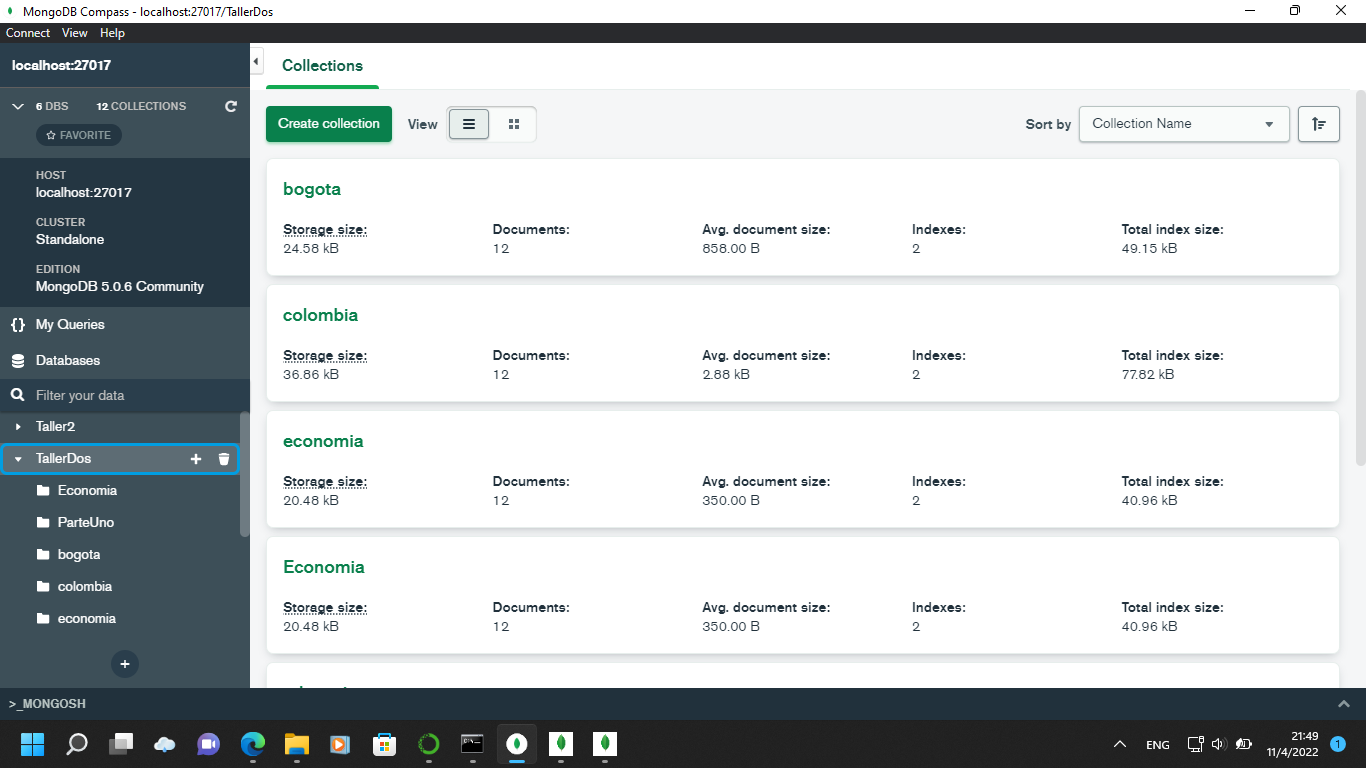 MongoDB Compass - localhost:27017/TallerDos
Connect View Help
localhost:27017
6 DBS 12 COLLECTIONS
FAVORITE
HOST
localhost:27017
CLUSTER
Standalone
EDITION
MongoDB 5.0.6 Community
{} My Queries
Databases
Filter your data
Taller2
TallerDos
Economia
ParteUno
bogota
colombia
economia
Collections
Create collection View Sort by Collection Name
bogota
Storage size: Documents: Avg. document size: Indexes: Total index size:
24.58 kB 12 858.00 B 2 49.15 kB
colombia
Storage size: Documents: Avg. document size: Indexes: Total index size:
36.86 kB 12 2.88 kB 2 77.82 kB
economia
Storage size: Documents: Avg. document size: Indexes: Total index size:
20.48 kB 12 350.00 B 2 40.96 kB
Economia
Storage size: Documents: Avg. document size: Indexes: Total index size:
20.48 kB 12 350.00 B 2 40.96 kB
>_MONGOSH
ENG 21:49
11/4/2022 1